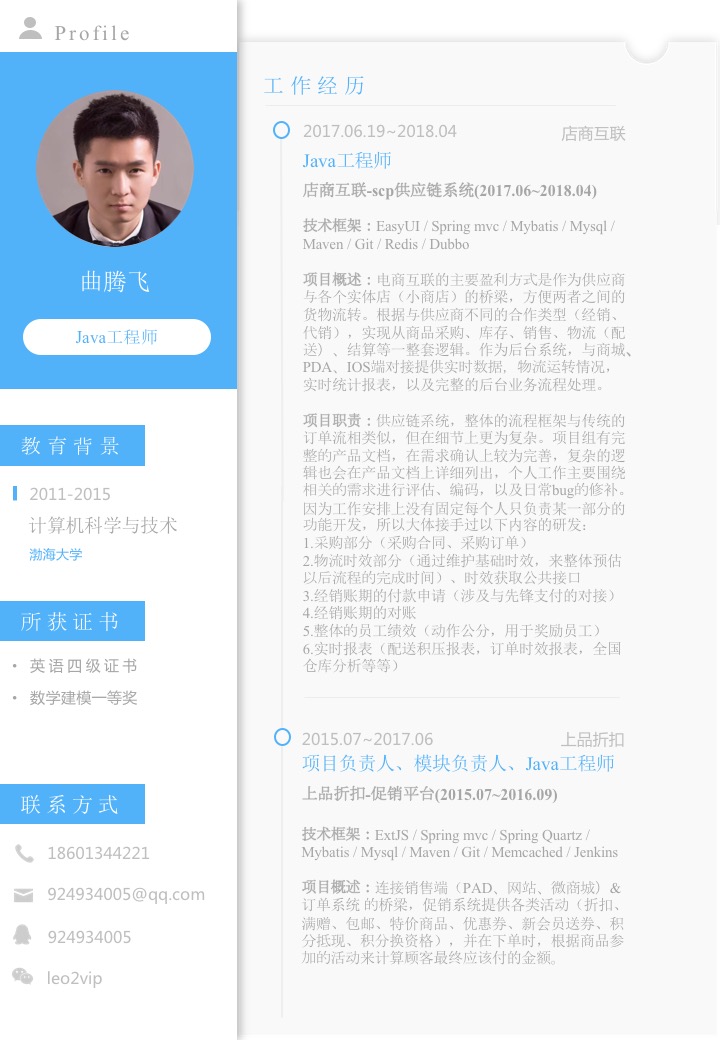 Profile
曲腾飞
Java工程师
教育背景
2011-2015
计算机科学与技术
渤海大学
所获证书
• 英语四级证书
• 数学建模一等奖
联系方式
18601344221
924934005@qq.com
924934005
leo2vip
工作经历
2017.06.19~2018.04 店商互联
Java工程师
店商互联-scp供应链系统(2017.06~2018.04)
技术框架：EasyUI / Spring mvc / Mybatis / Mysql /
Maven / Git / Redis / Dubbo
项目概述：电商互联的主要盈利方式是作为供应商
与各个实体店（小商店）的桥梁，方便两者之间的
货物流转。根据与供应商不同的合作类型（经销、
代销），实现从商品采购、库存、销售、物流（配
送）、结算等一整套逻辑。作为后台系统，与商城、
PDA、IOS端对接提供实时数据，物流运转情况，
实时统计报表，以及完整的后台业务流程处理。
项目职责：供应链系统，整体的流程框架与传统的
订单流相类似，但在细节上更为复杂。项目组有完
整的产品文档，在需求确认上较为完善，复杂的逻
辑也会在产品文档上详细列出，个人工作主要围绕
相关的需求进行评估、编码，以及日常bug的修补。
因为工作安排上没有固定每个人只负责某一部分的
功能开发，所以大体接手过以下内容的研发：
1.采购部分（采购合同、采购订单）
2.物流时效部分（通过维护基础时效，来整体预估
以后流程的完成时间）、时效获取公共接口
3.经销账期的付款申请（涉及与先锋支付的对接）
4.经销账期的对账
5.整体的员工绩效（动作公分，用于奖励员工）
6.实时报表（配送积压报表，订单时效报表，全国
仓库分析等等）
2015.07~2017.06 上品折扣
项目负责人、模块负责人、Java工程师
上品折扣-促销平台(2015.07~2016.09)
技术框架：ExtJS / Spring mvc / Spring Quartz /
Mybatis / Mysql / Maven / Git / Memcached / Jenkins
项目概述：连接销售端（PAD、网站、微商城）&
订单系统 的桥梁，促销系统提供各类活动（折扣、
满赠、包邮、特价商品、优惠券、新会员送券、积
分抵现、积分换资格），并在下单时，根据商品参
加的活动来计算顾客最终应该付的金额。